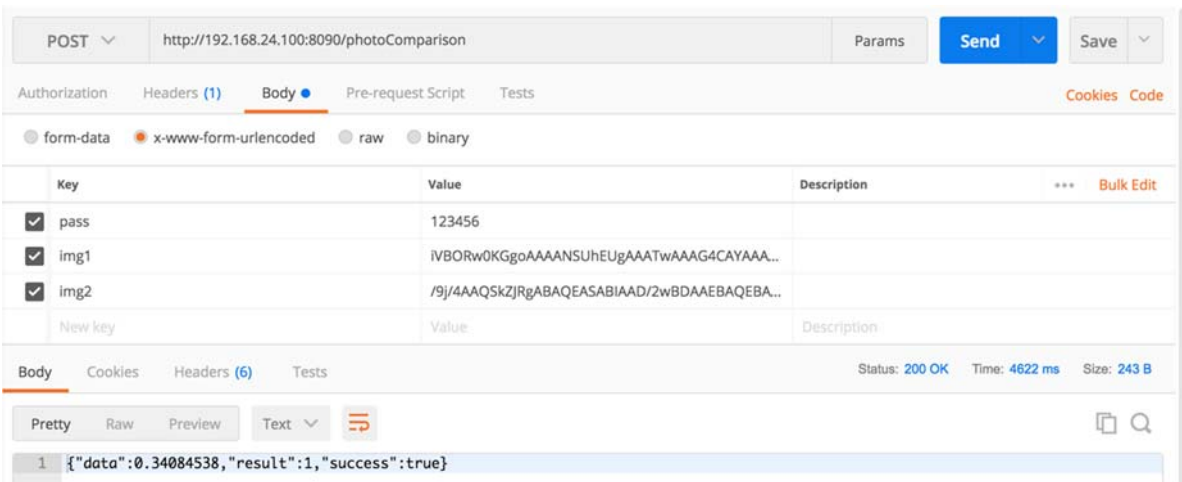 POST http://192.168.24.100:8090/photoComparison Params Send Save
Authorization Headers (1) Body Pre-request Script Tests Cookies Code
form-data x-www-form-urlencoded raw binary
Key Value Description ••• Bulk Edit
pass 123456
img1 iVBORw0KGgoAAAANSUhEUgAAATwAAAG4CAYAAA...
img2 /9j/4AAQSkZJRgABAQEASABIAAD/2wBDAAEBAQEBA...
New key Value Description
Body Cookies Headers (6) Tests Status: 200 OK Time: 4622 ms Size: 243 B
Pretty Raw Preview Text
1 {"data":0.34084538,"result":1,"success":true}